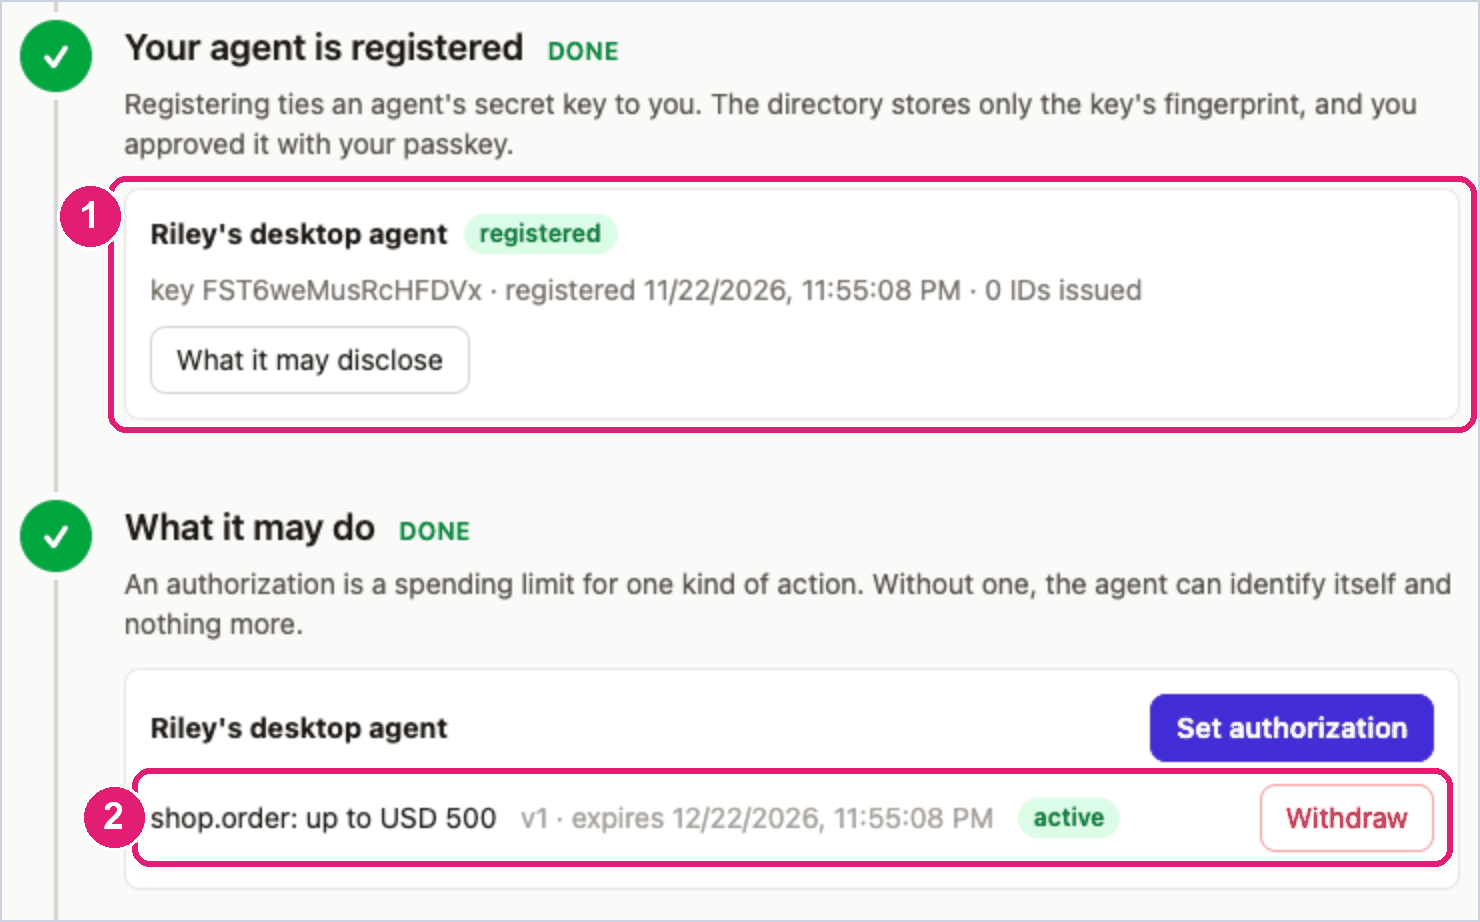 Your agent is registered DONE
Registering ties an agent's secret key to you. The directory stores only the key's fingerprint, and you
approved it with your passkey.
1
Riley's desktop agent registered
key FST6weMusRcHFDVx · registered 11/22/2026, 11:55:08 PM · 0 IDs issued
What it may disclose
What it may do DONE
An authorization is a spending limit for one kind of action. Without one, the agent can identify itself and
nothing more.
Riley's desktop agent Set authorization
2 shop.order: up to USD 500 v1 · expires 12/22/2026, 11:55:08 PM active Withdraw